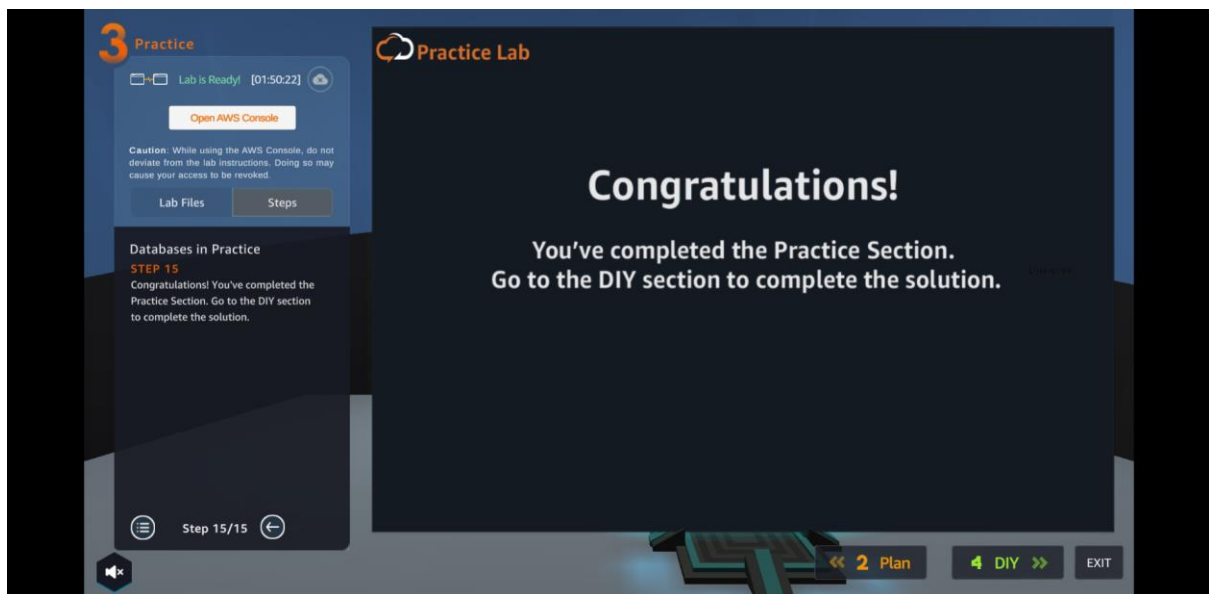 3 Practice
Lab is Ready! [01:50:22]
Open AWS Console
Caution: While using the AWS Console, do not
deviate from the lab instructions. Doing so may
cause your access to be revoked.
Lab Files Steps
Databases in Practice
STEP 15
Congratulations! You've completed the
Practice Section. Go to the DIY section
to complete the solution.
Step 15/15
Practice Lab
Congratulations!
You've completed the Practice Section.
Go to the DIY section to complete the solution.
« 2 Plan
4 DIY »
EXIT